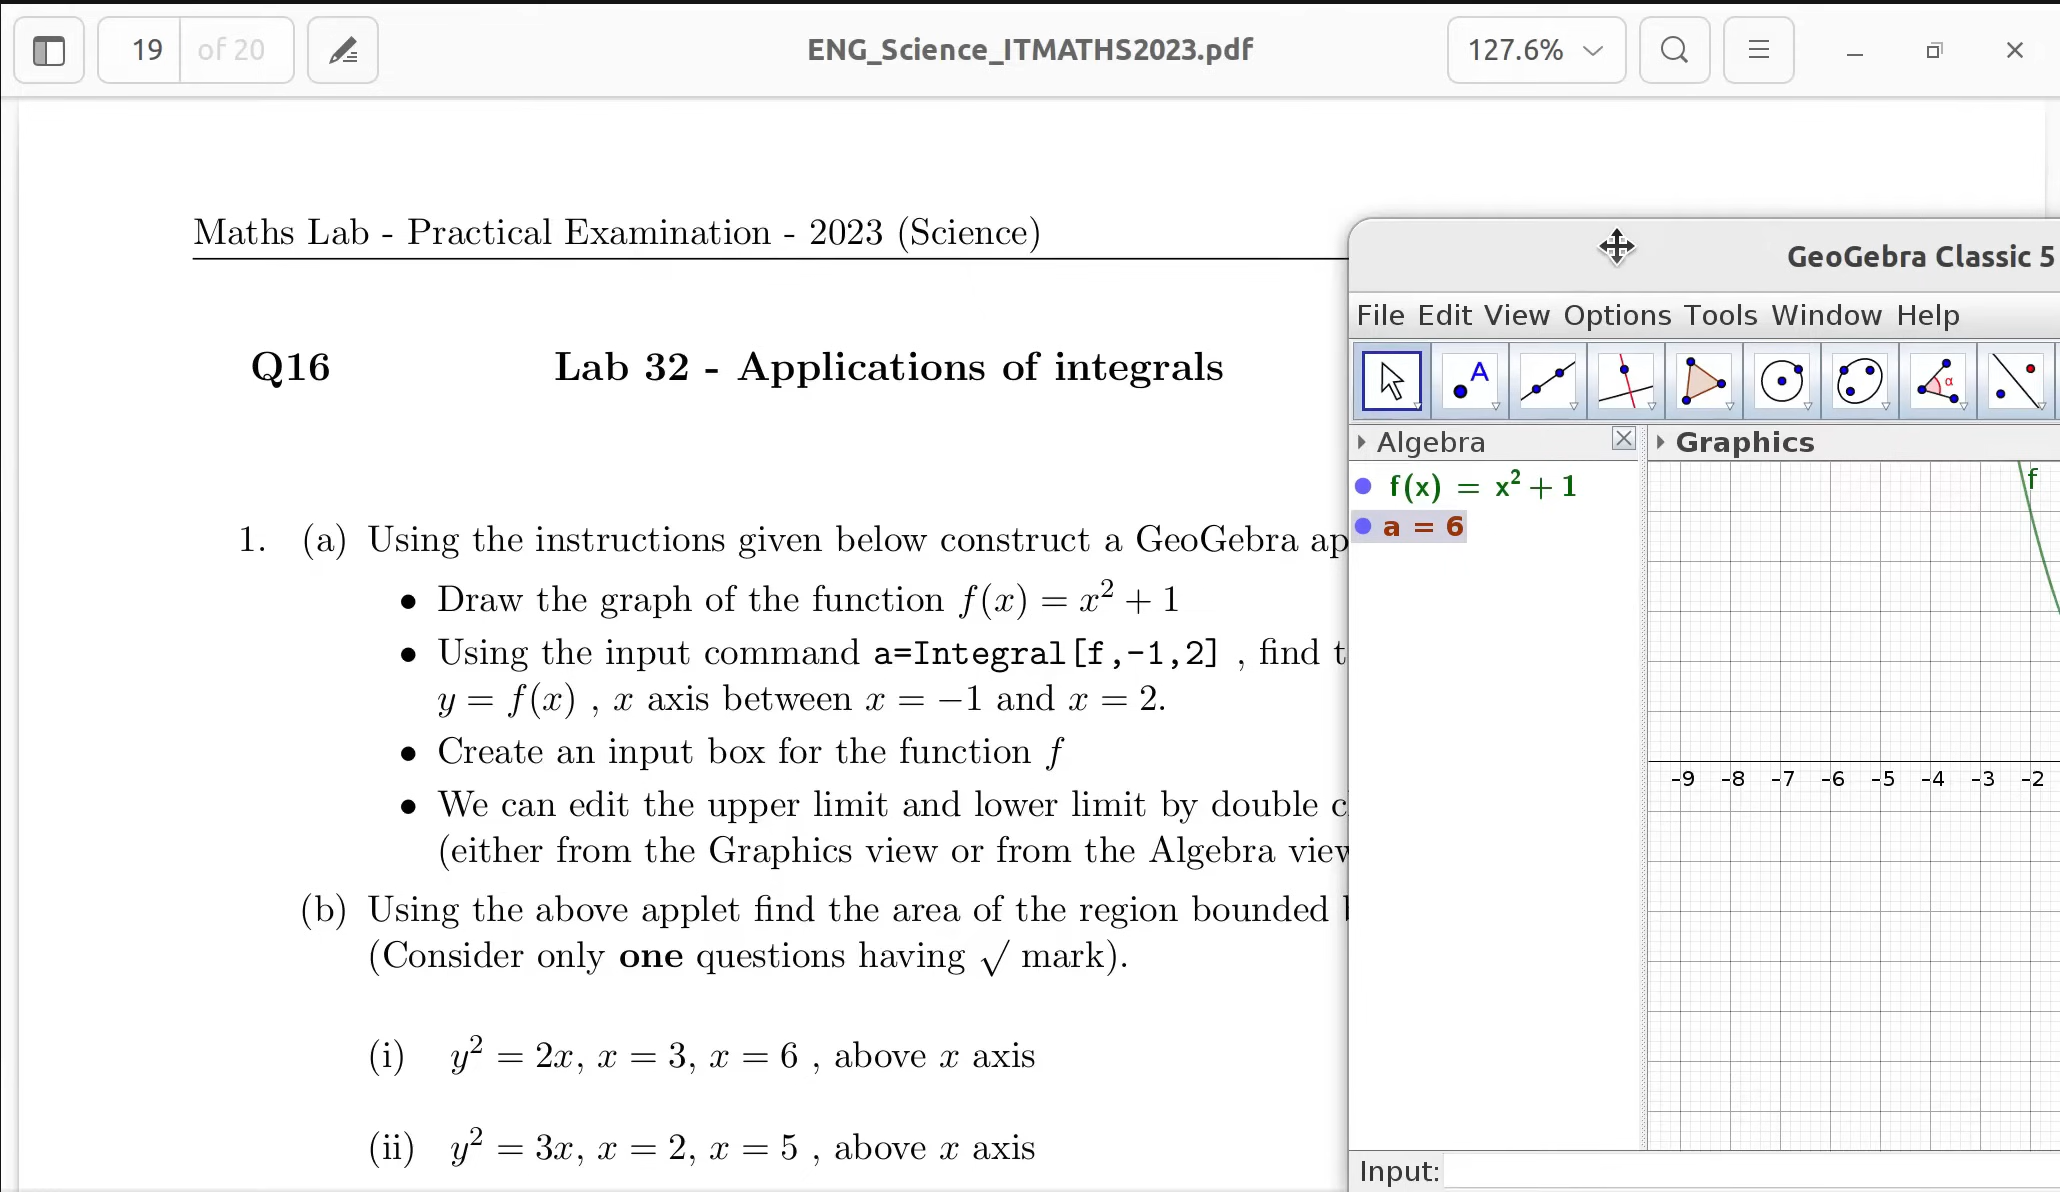 19 of 20
ENG_Science_ITMATHS2023.pdf
127.6%
Maths Lab - Practical Examination - 2023 (Science)
Q16 Lab 32 - Applications of integrals
1. (a) Using the instructions given below construct a GeoGebra ap
• Draw the graph of the function f(x) = x² + 1
• Using the input command a=Integral[f,-1,2] , find t
y = f(x) , x axis between x = −1 and x = 2.
• Create an input box for the function f
• We can edit the upper limit and lower limit by double c
(either from the Graphics view or from the Algebra view
(b) Using the above applet find the area of the region bounded
(Consider only one questions having √ mark).
(i) y² = 2x, x = 3, x = 6 , above x axis
(ii) y² = 3x, x = 2, x = 5 , above x axis
GeoGebra Classic 5
File Edit View Options Tools Window Help
A
α
Algebra
Graphics
f(x) = x² + 1
a = 6
f
-9 -8 -7 -6 -5 -4 -3 -2
Input: